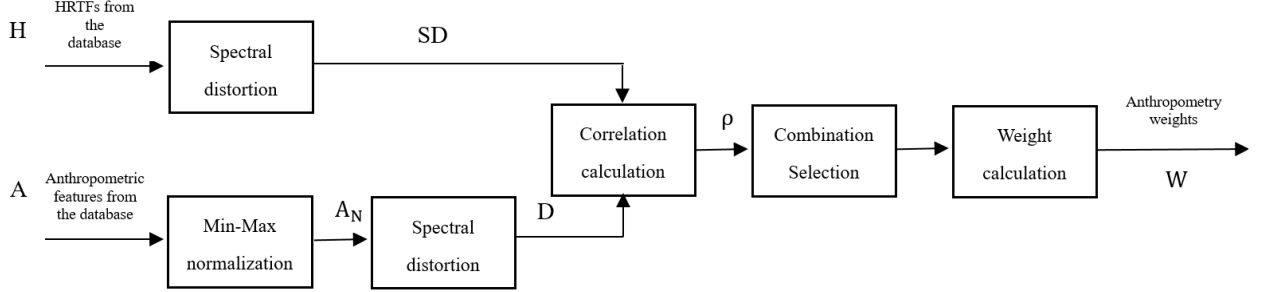 H
HRTFs from
the
database
Spectral
distortion
SD
Correlation
calculation
ρ
Combination
Selection
Weight
calculation
Anthropometry
weights
W
A
Anthropometric
features from
the database
Min-Max
normalization
A_N
Spectral
distortion
D